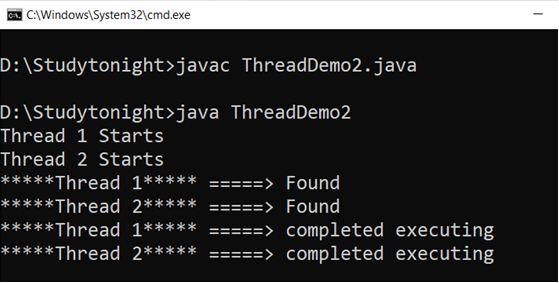 C:\Windows\System32\cmd.exe
D:\Studytonight>javac ThreadDemo2.java
D:\Studytonight>java ThreadDemo2
Thread 1 Starts
Thread 2 Starts
*****Thread 1***** =====> Found
*****Thread 2***** =====> Found
*****Thread 1***** =====> completed executing
*****Thread 2***** =====> completed executing